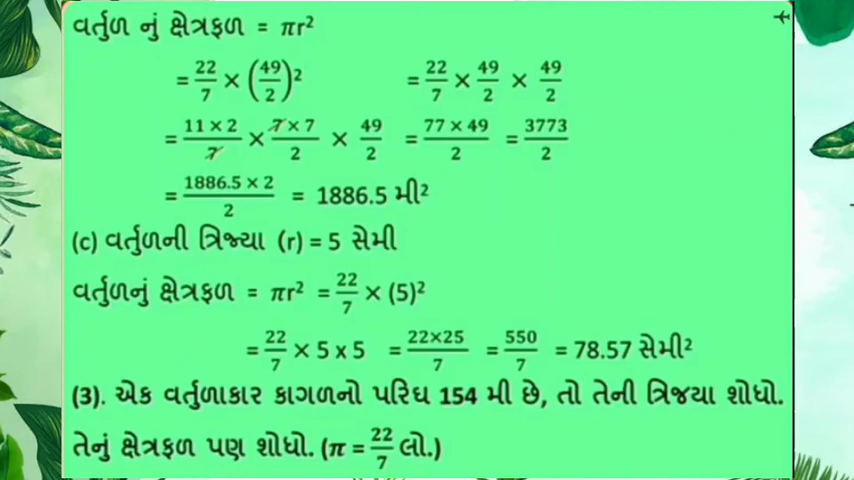 વર્તુળ નું ક્ષેત્રફળ = πr²
= 22/7 × (49/2)² = 22/7 × 49/2 × 49/2
= 11 × 2/7 × 7 × 7/2 × 49/2 = 77 × 49/2 = 3773/2
= 1886.5 × 2/2 = 1886.5 મી²
(c) વર્તુળની ત્રિજ્યા (r) = 5 સેમી
વર્તુળનું ક્ષેત્રફળ = πr² = 22/7 × (5)²
= 22/7 × 5 x 5 = 22×25/7 = 550/7 = 78.57 સેમી²
(3). એક વર્તુળાકાર કાગળનો પરિઘ 154 મી છે, તો તેની ત્રિજયા શોધો.
તેનું ક્ષેત્રફળ પણ શોધો. (π = 22/7 લો.)